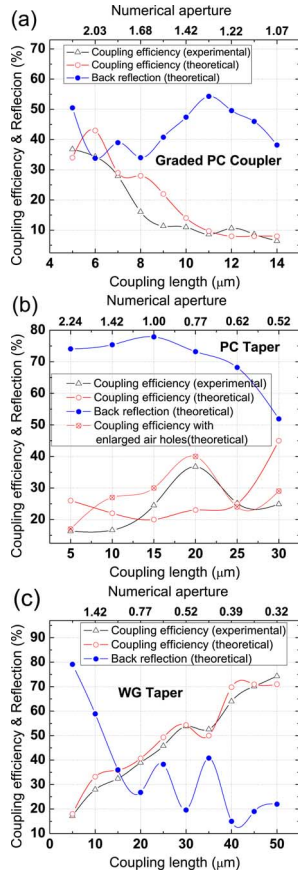 (a)
Numerical aperture
2.03 1.68 1.42 1.22 1.07
Coupling efficiency (experimental)
Coupling efficiency (theoretical)
Back reflection (theoretical)
Coupling efficiency & Reflecion (%)
70
60
50
40
30
20
10
Graded PC Coupler
4 6 8 10 12 14
Coupling length (μm)
(b)
Numerical aperture
2.24 1.42 1.00 0.77 0.62 0.52
Coupling efficiency & Reflection (%)
80
70
60
50
40
30
20
PC Taper
Coupling efficiency (experimental)
Coupling efficiency (theoretical)
Back reflection (theoretical)
Coupling efficiency with
enlarged air holes(theoretical)
5 10 15 20 25 30
Coupling length (μm)
(c)
Numerical aperture
1.42 0.77 0.52 0.39 0.32
Coupling efficiency (experimental)
Coupling efficiency (theoretical)
Back reflection (theoretical)
Coupling efficiency & Reflection (%)
90
80
70
60
50
40
30
20
10
WG Taper
0 5 10 15 20 25 30 35 40 45 50
Coupling length (μm)